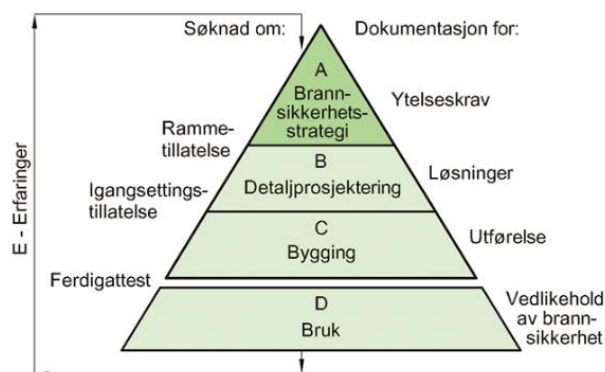 Søknad om:
Dokumentasjon for:
A
Brann-
sikkerhets-
strategi
Ytelseskrav
Ramme-
tillatelse
B
Detaljprosjektering
Løsninger
Igangsettings-
tillatelse
C
Bygging
Utførelse
Ferdigattest
D
Bruk
Vedlikehold
av brann-
sikkerhet
E - Erfaringer